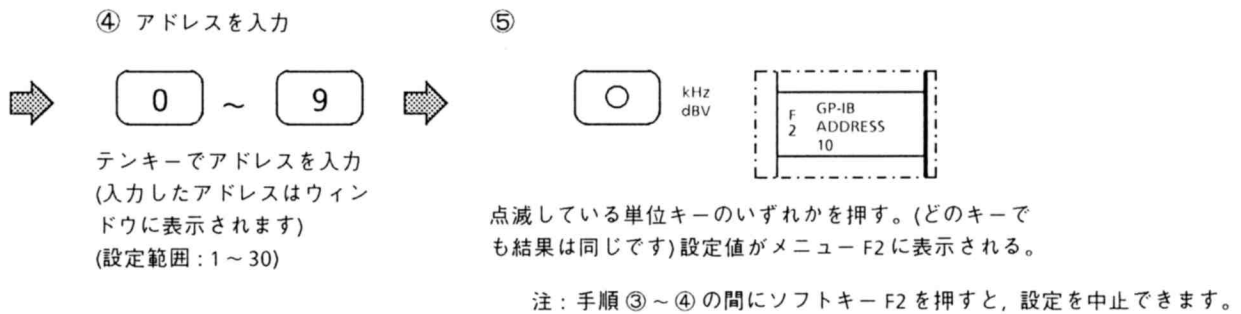 ④ アドレスを入力
0 ~ 9
テンキーでアドレスを入力
(入力したアドレスはウィン
ドウに表示されます)
(設定範囲 : 1 ~ 30)
⑤
kHz
dBV
F GP-IB
2 ADDRESS
10
点滅している単位キーのいずれかを押す。(どのキーで
も結果は同じです) 設定値がメニュー F2 に表示される。
注 : 手順 ③ ~ ④ の間にソフトキー F2 を押すと, 設定を中止できます。